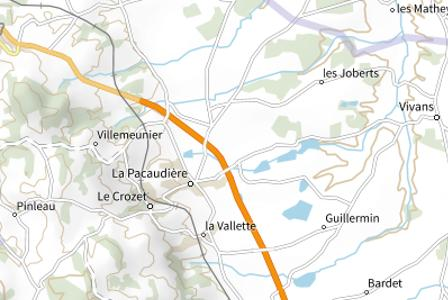 les Mathey
les Joberts
Vivans
Villemeunier
La Pacaudière
Le Crozet
Pinleau
la Vallette
Guillermin
Bardet